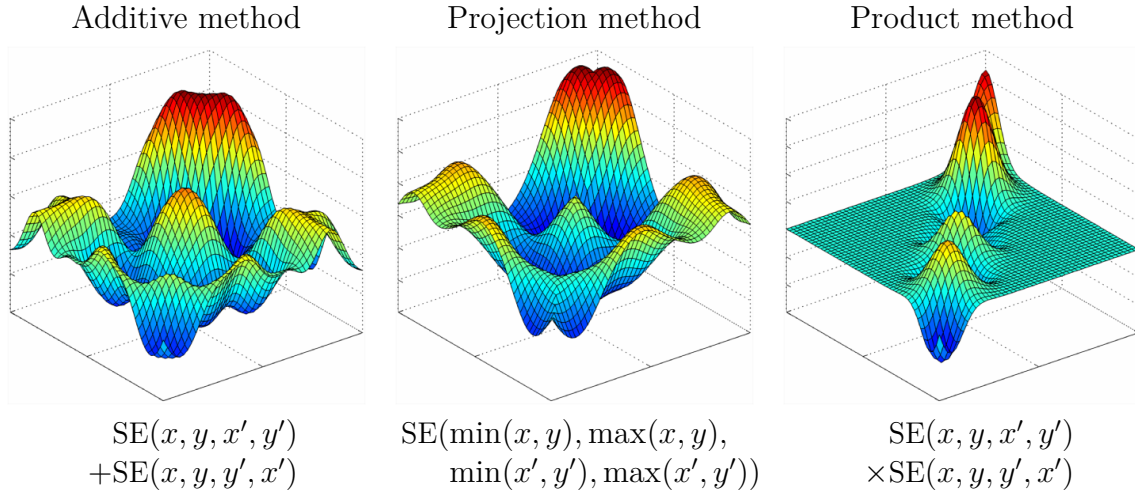 Additive method
Projection method
Product method
SE(x, y, x′, y′)
+SE(x, y, y′, x′)
SE(min(x, y), max(x, y),
min(x′, y′), max(x′, y′))
SE(x, y, x′, y′)
×SE(x, y, y′, x′)